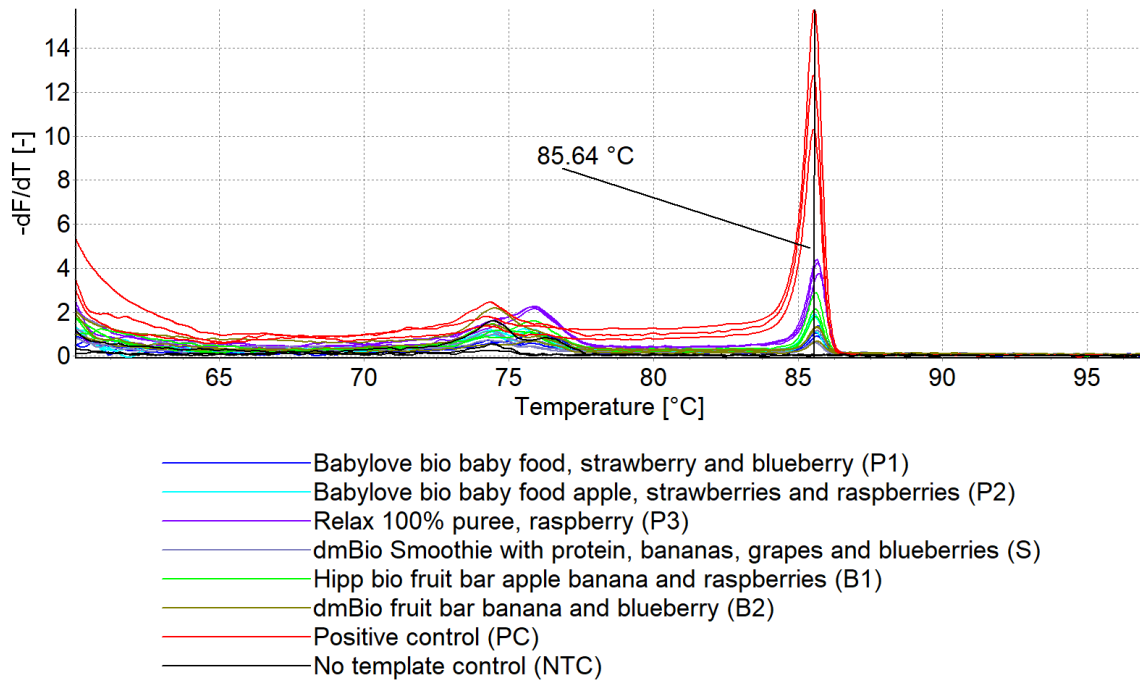 14
12
10
8
6
4
2
0
-dF/dT [-]
85.64 °C
65 70 75 80 85 90 95
Temperature [°C]
Babylove bio baby food, strawberry and blueberry (P1)
Babylove bio baby food apple, strawberries and raspberries (P2)
Relax 100% puree, raspberry (P3)
dmBio Smoothie with protein, bananas, grapes and blueberries (S)
Hipp bio fruit bar apple banana and raspberries (B1)
dmBio fruit bar banana and blueberry (B2)
Positive control (PC)
No template control (NTC)